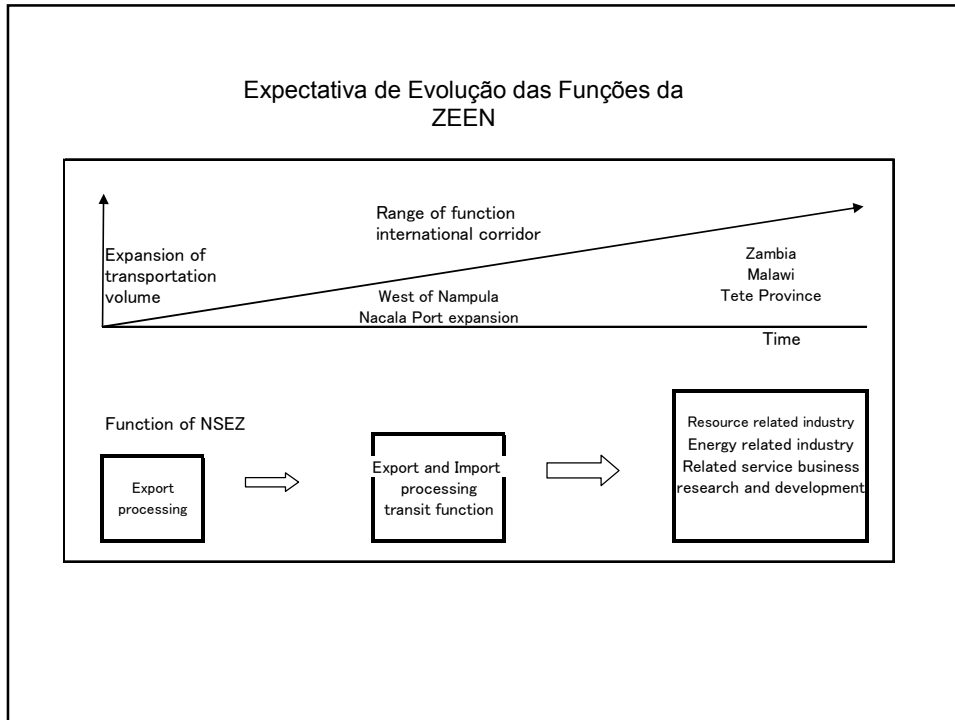 Expectativa de Evolução das Funções da
ZEEN
Range of function
international corridor
Expansion of
transportation
volume
West of Nampula
Nacala Port expansion
Zambia
Malawi
Tete Province
Time
Function of NSEZ
Export
processing
Export and Import
processing
transit function
Resource related industry
Energy related industry
Related service business
research and development